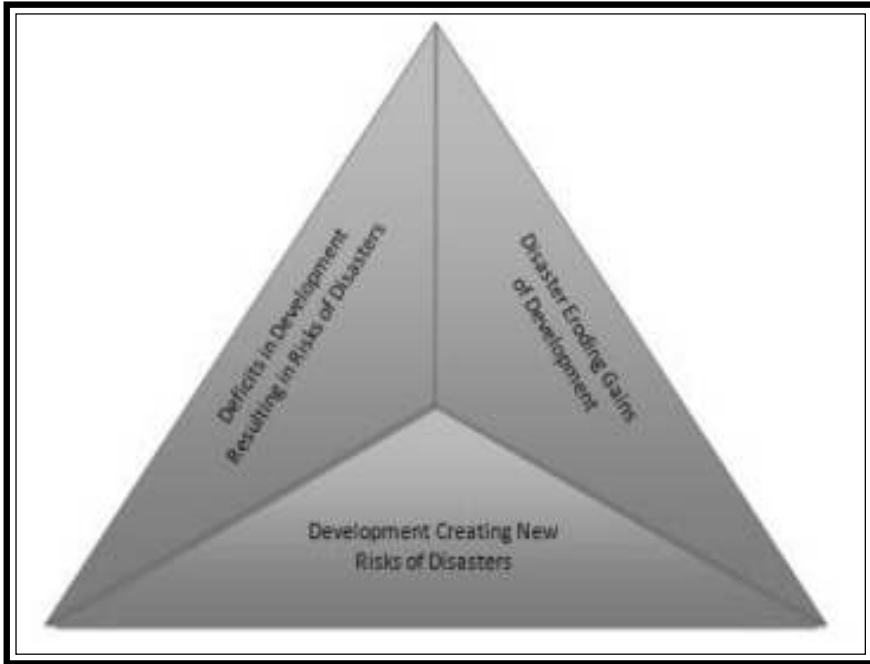 Deficits in Development
Resulting in Risks of Disasters
Disaster Eroding Gains
of Development
Development Creating New
Risks of Disasters